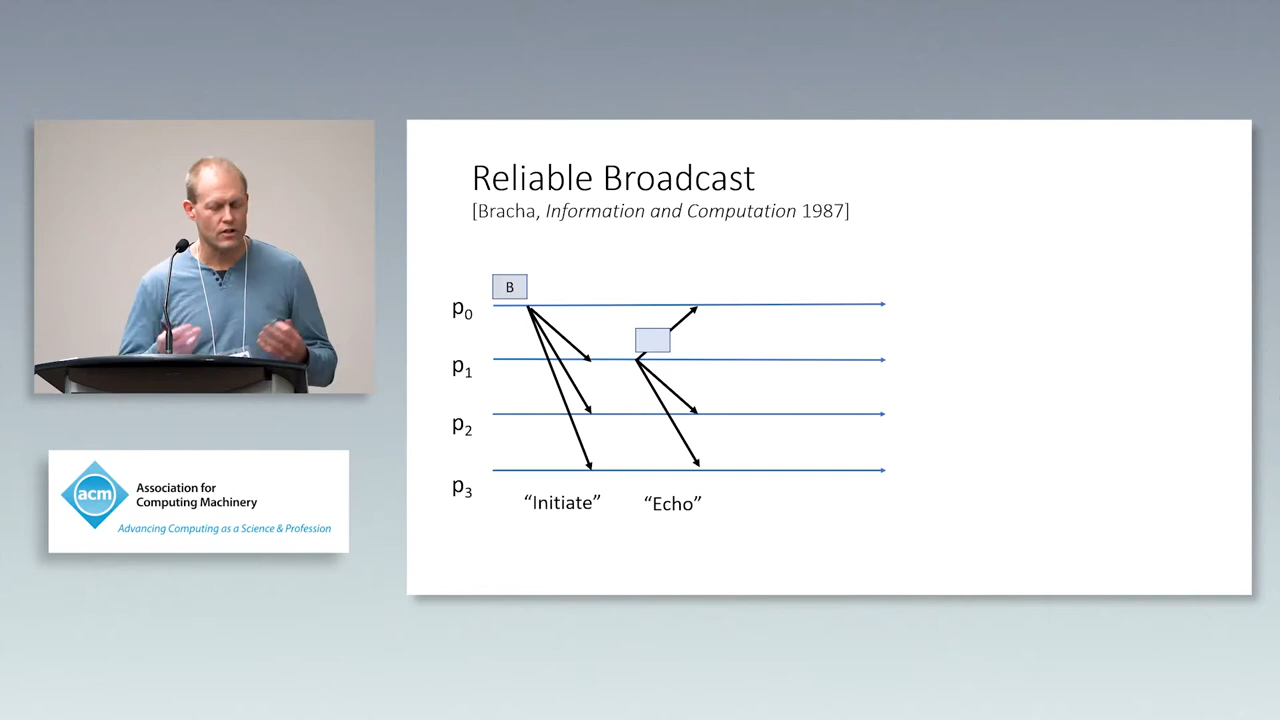 Reliable Broadcast
[Bracha, Information and Computation 1987]
B
p0
p1
p2
p3
“Initiate” “Echo”
acm
Association for
Computing Machinery
Advancing Computing as a Science & Profession